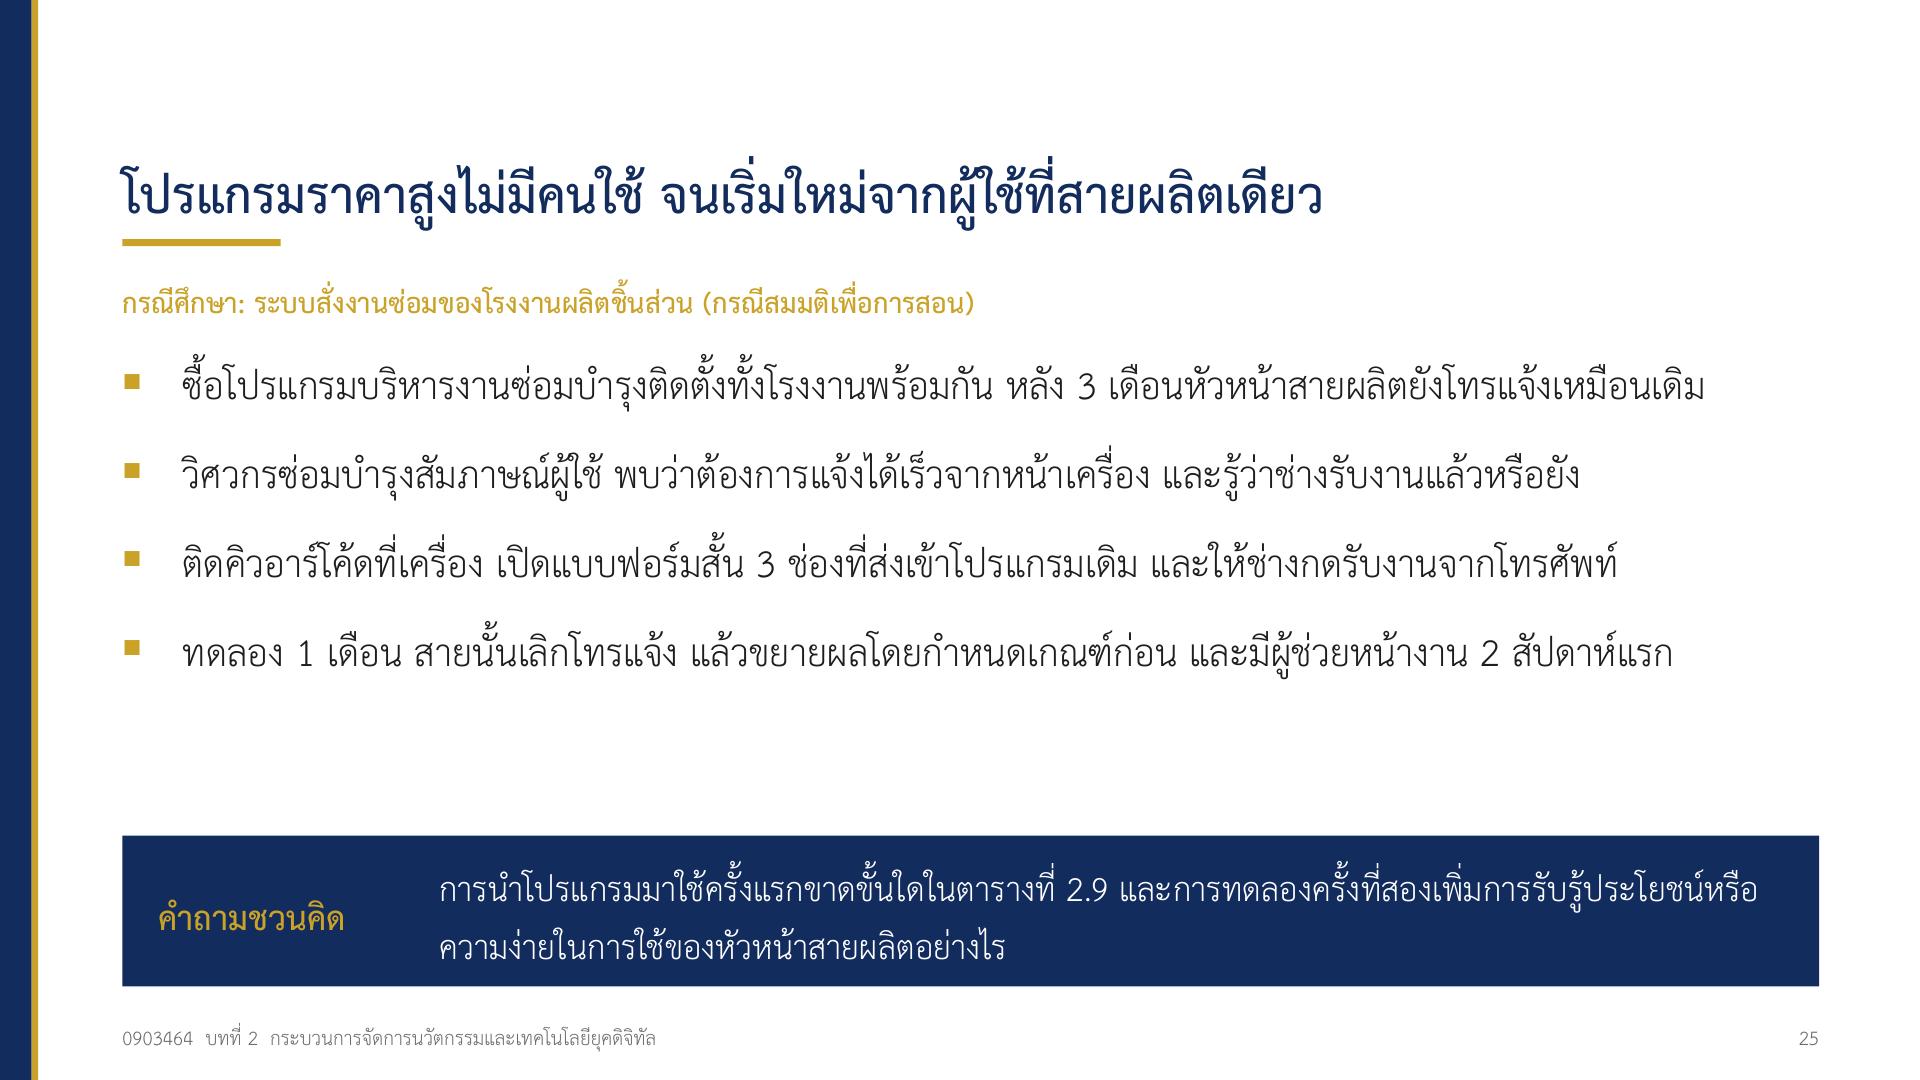 โปรแกรมราคาสูงไม่มีคนใช้ จนเริ่มใหม่จากผู้ใช้ที่สายผลิตเดียว
กรณีศึกษา: ระบบสั่งงานซ่อมของโรงงานผลิตชิ้นส่วน (กรณีสมมติเพื่อการสอน)
▪ ซื้อโปรแกรมบริหารงานซ่อมบำรุงติดตั้งทั้งโรงงานพร้อมกัน หลัง 3 เดือนหัวหน้าสายผลิตยังโทรแจ้งเหมือนเดิม
▪ วิศวกรซ่อมบำรุงสัมภาษณ์ผู้ใช้ พบว่าต้องการแจ้งได้เร็วจากหน้าเครื่อง และรู้ว่าช่างรับงานแล้วหรือยัง
▪ ติดคิวอาร์โค้ดที่เครื่อง เปิดแบบฟอร์มสั้น 3 ช่องที่ส่งเข้าโปรแกรมเดิม และให้ช่างกดรับงานจากโทรศัพท์
▪ ทดลอง 1 เดือน สายนั้นเลิกโทรแจ้ง แล้วขยายผลโดยกำหนดเกณฑ์ก่อน และมีผู้ช่วยหน้างาน 2 สัปดาห์แรก
คำถามชวนคิด
การนำโปรแกรมมาใช้ครั้งแรกขาดขั้นใดในตารางที่ 2.9 และการทดลองครั้งที่สองเพิ่มการรับรู้ประโยชน์หรือ
ความง่ายในการใช้ของหัวหน้าสายผลิตอย่างไร
0903464 บทที่ 2 กระบวนการจัดการนวัตกรรมและเทคโนโลยียุคดิจิทัล
25